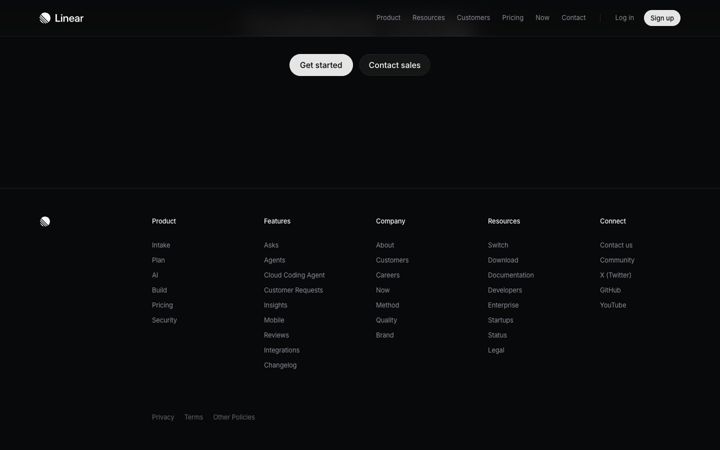 Linear
Product Resources Customers Pricing Now Contact Log in Sign up
Get started Contact sales
Product
Intake
Plan
AI
Build
Pricing
Security
Features
Asks
Agents
Cloud Coding Agent
Customer Requests
Insights
Mobile
Reviews
Integrations
Changelog
Company
About
Customers
Careers
Now
Method
Quality
Brand
Resources
Switch
Download
Documentation
Developers
Enterprise
Startups
Status
Legal
Connect
Contact us
Community
X (Twitter)
GitHub
YouTube
Privacy Terms Other Policies